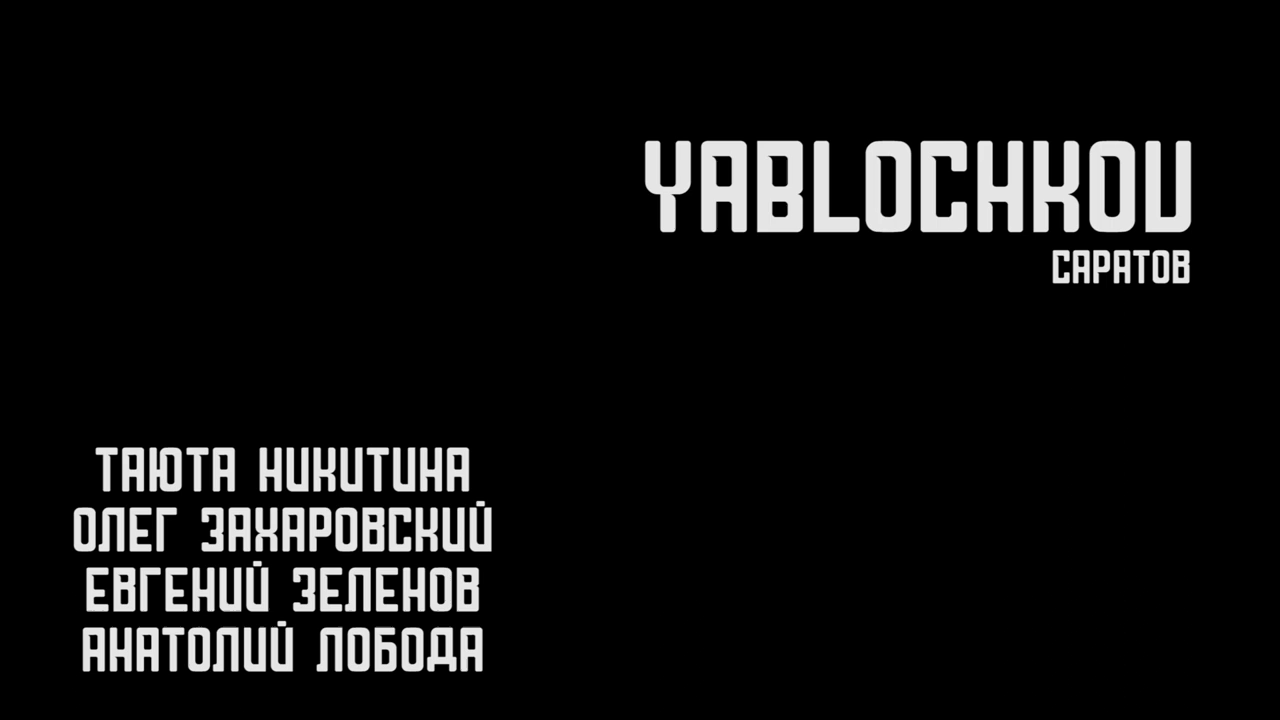 YABLOCHKOV
САРАТОВ
ТАЮТА НИКИТИНА
ОЛЕГ ЗАХАРОВСКИЙ
ЕВГЕНИЙ ЗЕЛЕНОВ
АНАТОЛИЙ ЛОБОДА